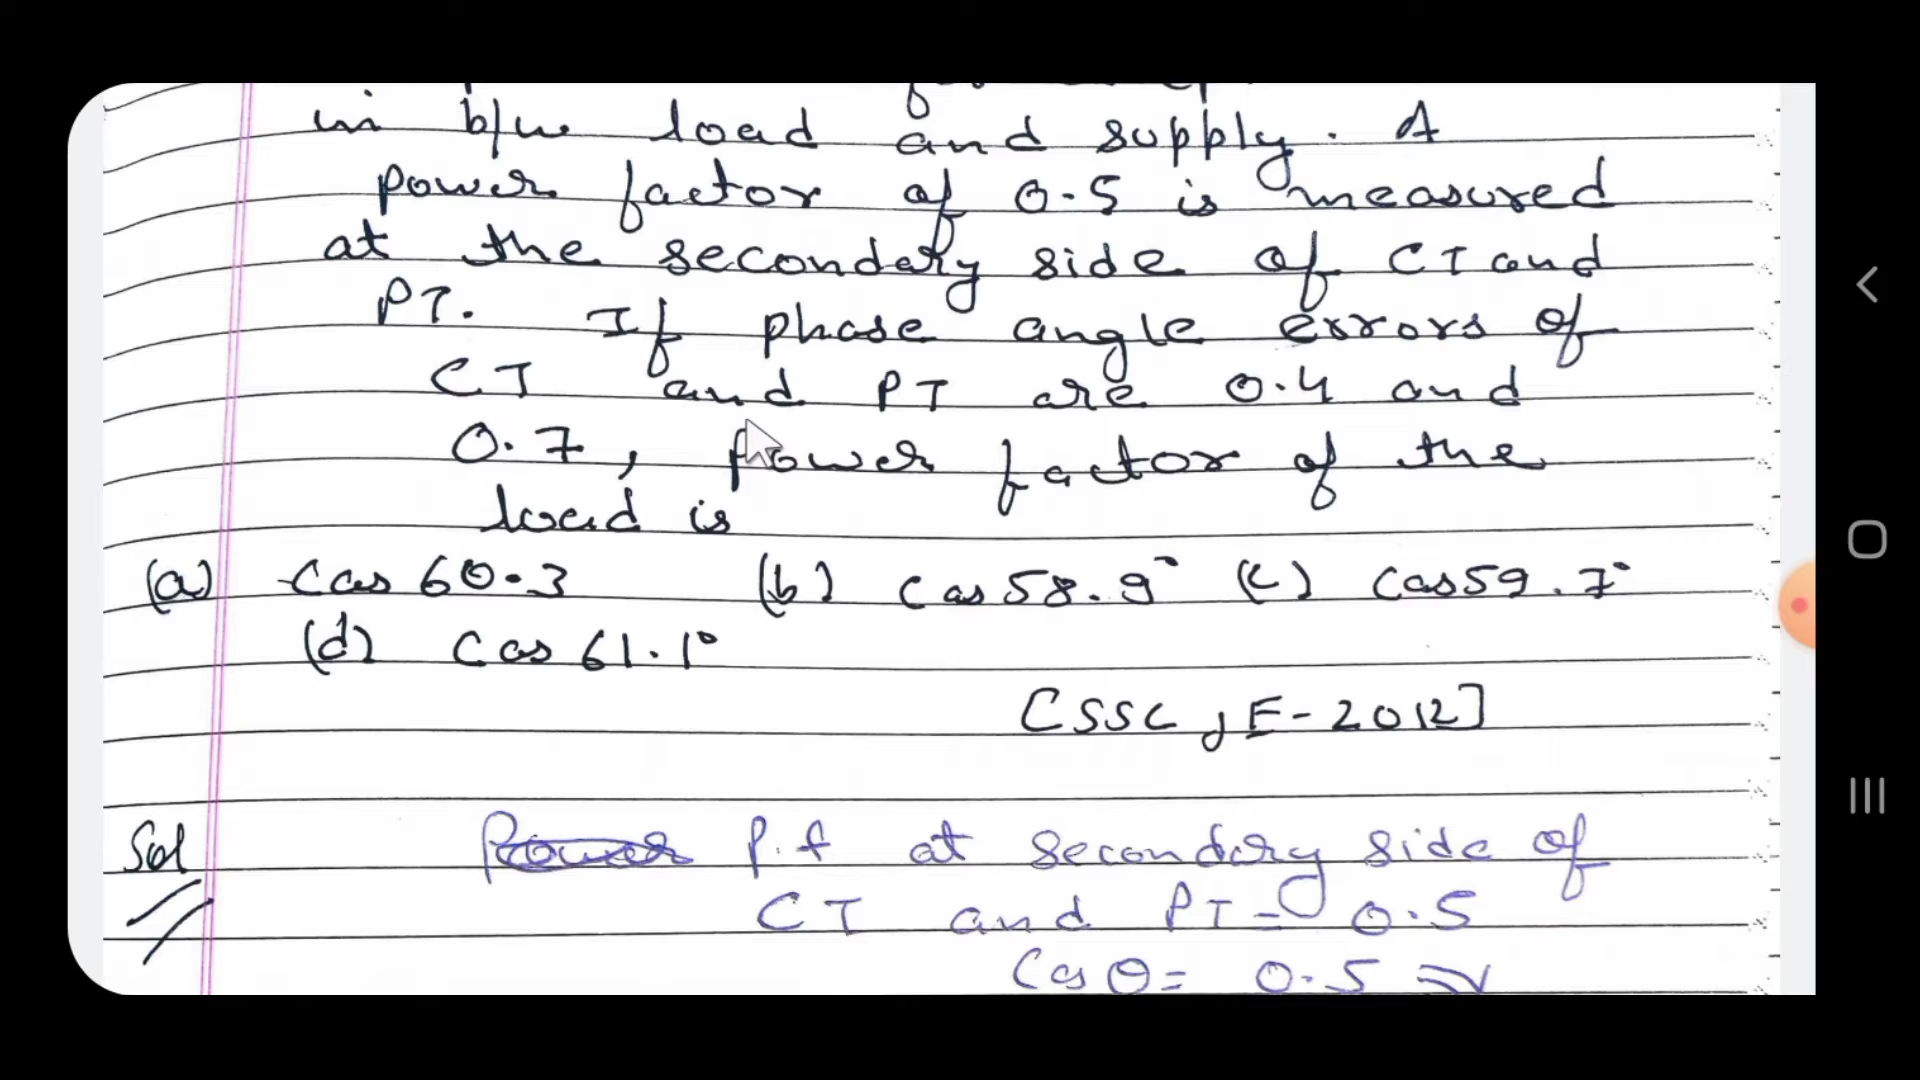 in b/w load and supply. A
power factor of 0.5 is measured
at the secondary side of CT and
PT. If phase angle errors of
CT and PT are 0.4 and
0.7, power factor of the
load is
(a) Cos 60.3 (b) Cos 58.9° (c) Cos 59.7°
(d) Cos 61.1°
[SSC JE-2012]
Sol P.f at secondary side of
CT and PT = 0.5
Cos θ = 0.5